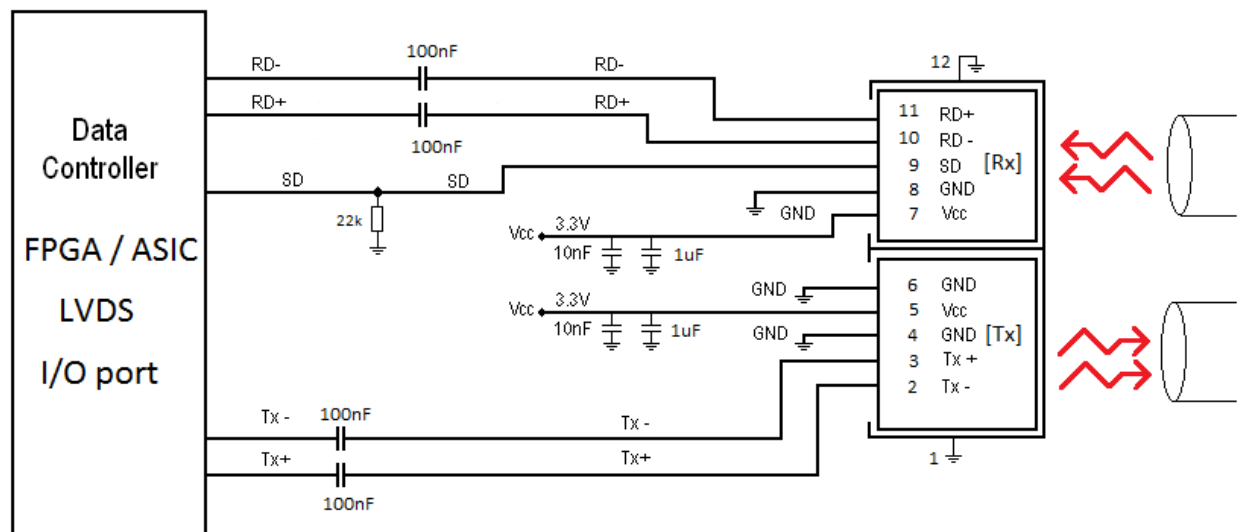 Data
Controller
FPGA / ASIC
LVDS
I/O port
RD-
100nF
RD-
RD+
100nF
RD+
SD
SD
22k
GND
Vcc
3.3V
10nF
1uF
Vcc
3.3V
10nF
1uF
GND
GND
Tx -
100nF
Tx -
Tx+
100nF
Tx+
12
11 RD+
10 RD -
9 SD [Rx]
8 GND
7 Vcc
6 GND
5 Vcc
4 GND [Tx]
3 Tx +
2 Tx -
1